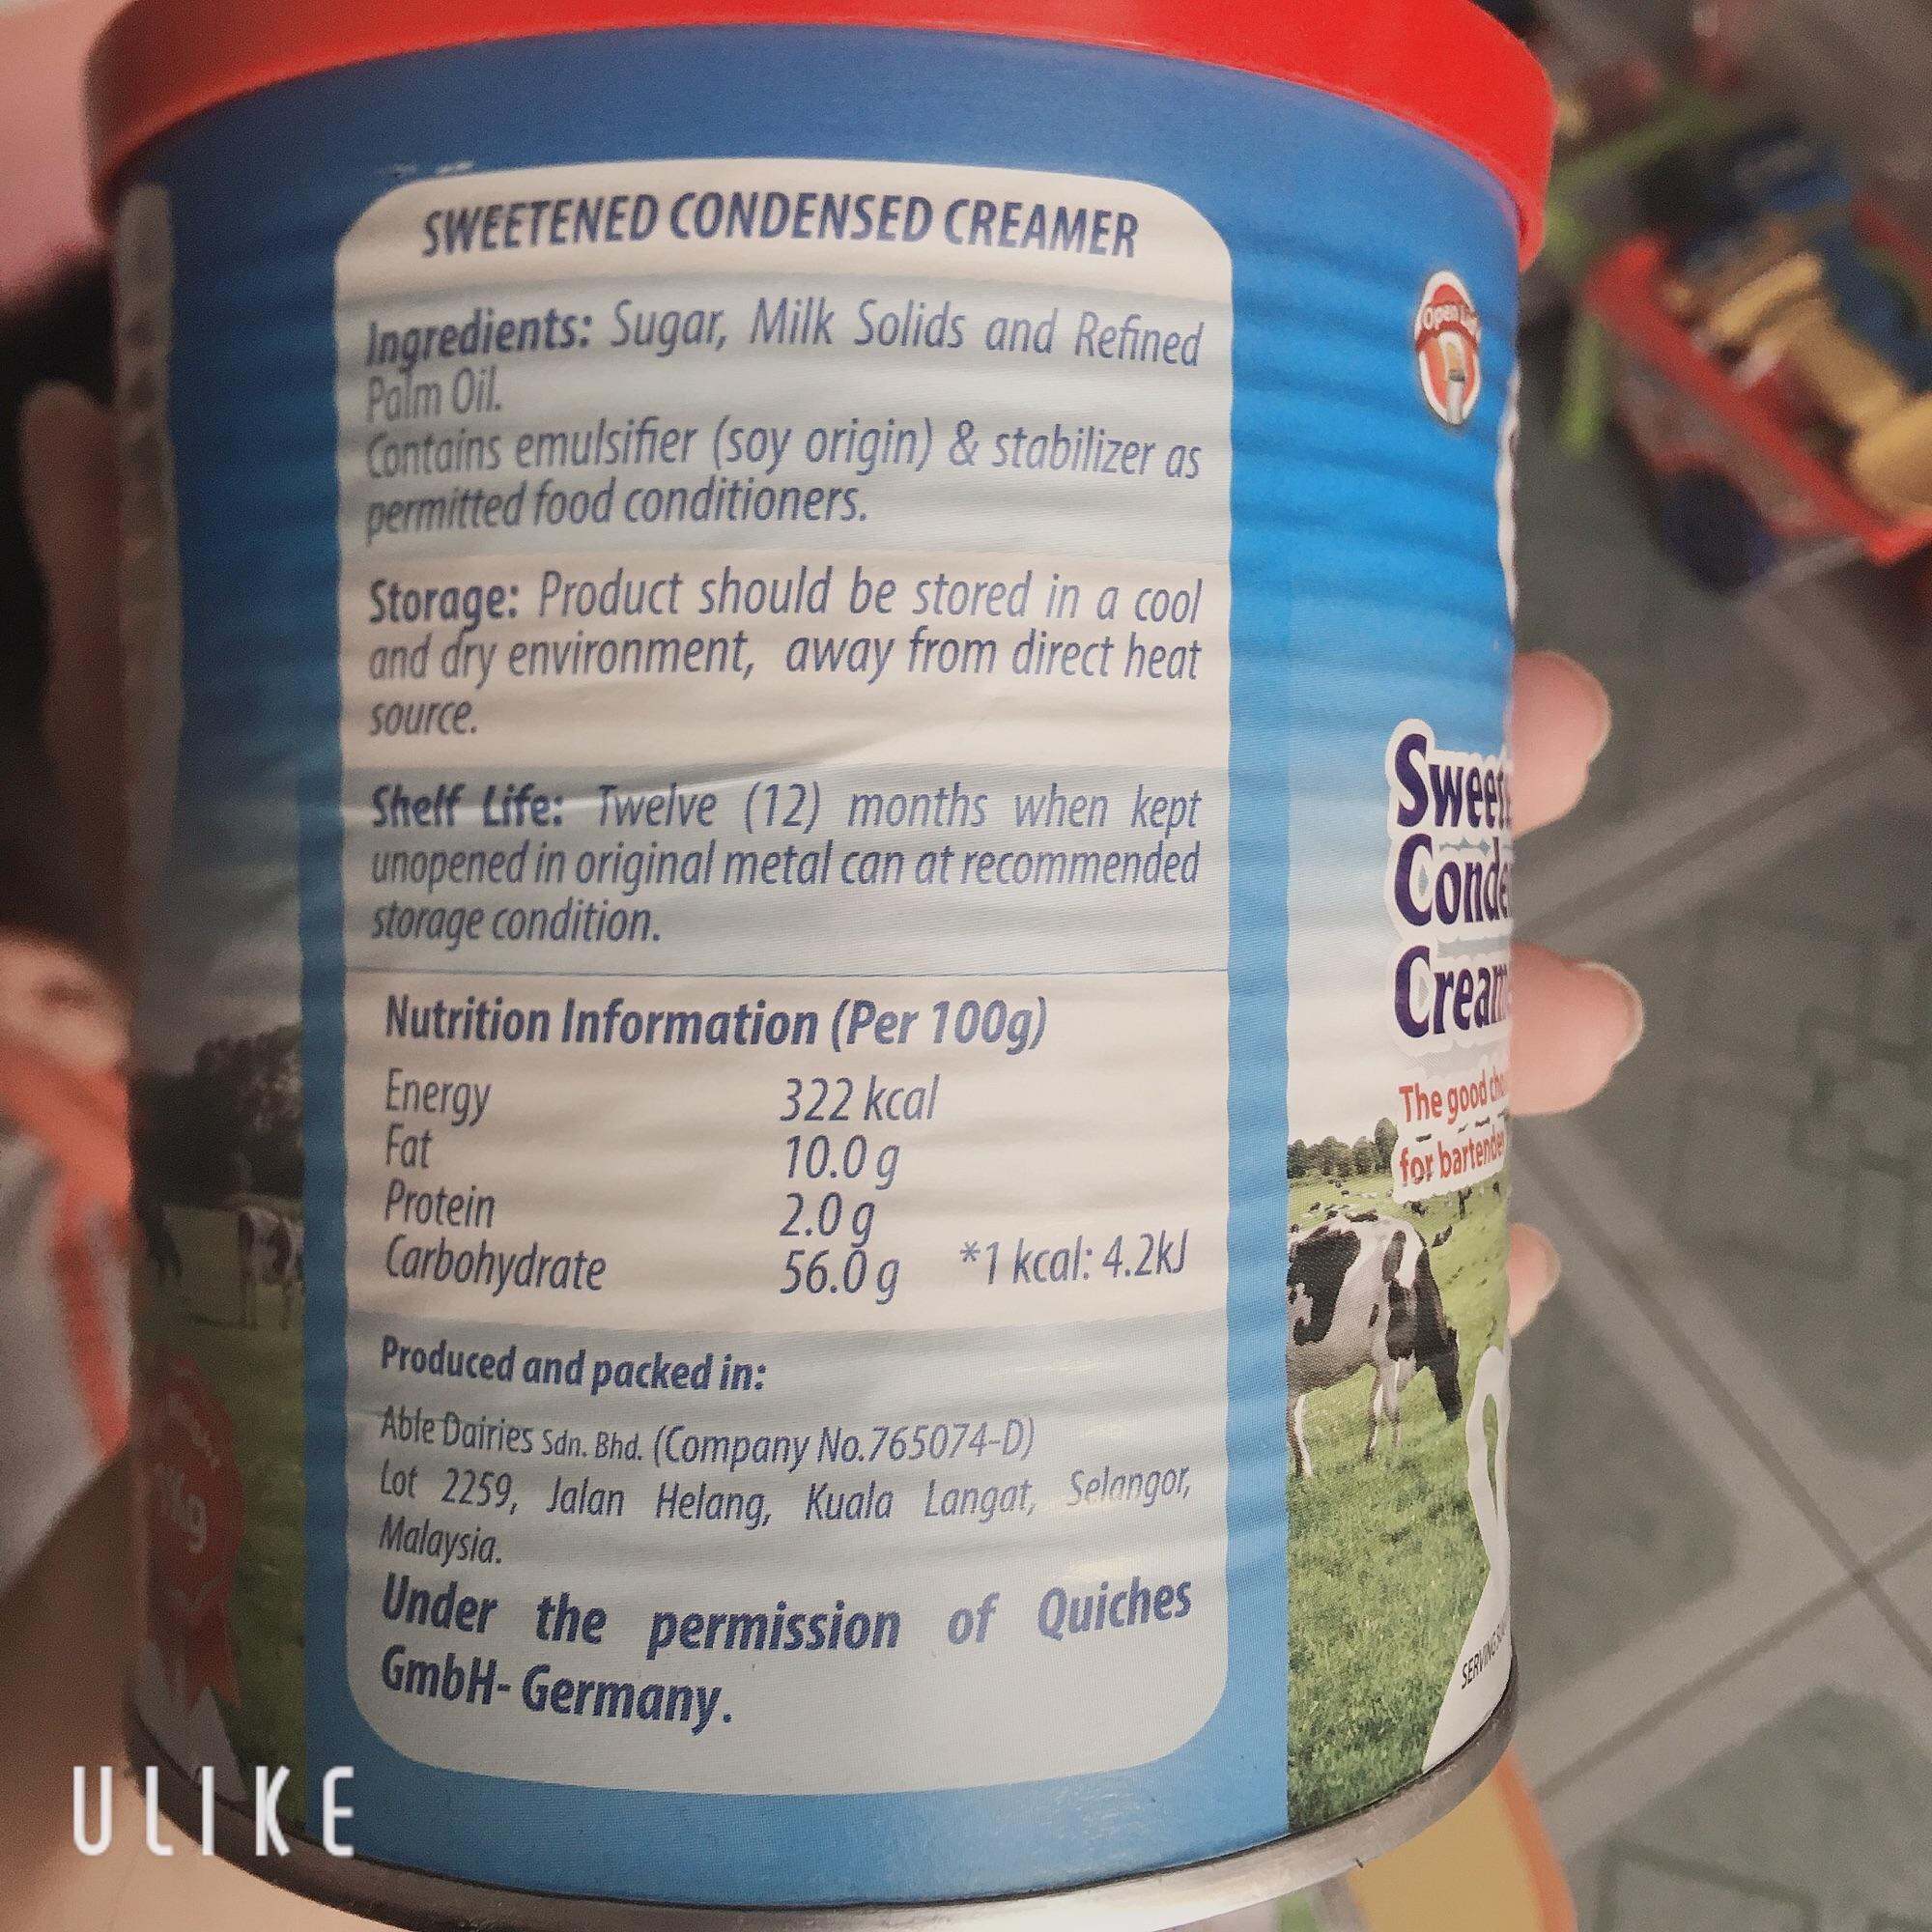 SWEETENED CONDENSED CREAMER
Ingredients: Sugar, Milk Solids and Refined
Palm Oil.
Contains emulsifier (soy origin) & stabilizer as
permitted food conditioners.
Storage: Product should be stored in a cool
and dry environment, away from direct heat
source.
Shelf Life: Twelve (12) months when kept
unopened in original metal can at recommended
storage condition.
Nutrition Information (Per 100g)
Energy 322 kcal
Fat 10.0 g
Protein 2.0 g
Carbohydrate 56.0 g *1 kcal: 4.2kJ
Produced and packed in:
Able Dairies Sdn. Bhd. (Company No.765074-D)
Lot 2259, Jalan Helang, Kuala Langat, Selangor,
Malaysia.
Under the permission of Quiches
GmbH- Germany.
Open
The good
for
1kg
ULIKE